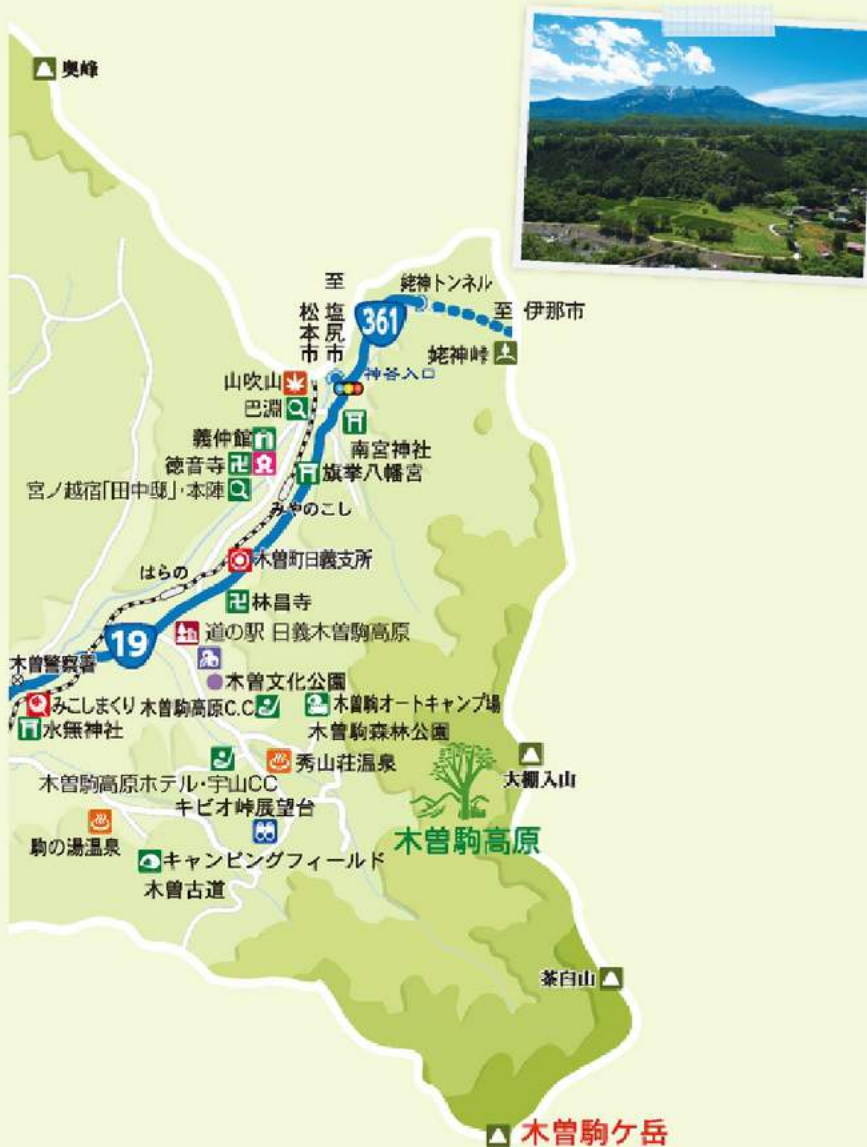 奥峰
至 塩尻市
松本市
姥神トンネル
361
至 伊那市
姥神峠
神谷入口
山吹山
巴淵
南宮神社
義仲館
徳音寺
旗挙八幡宮
宮ノ越宿「田中邸」・本陣
みやのこし
木曽町日義支所
はらの
林昌寺
19
道の駅 日義木曽駒高原
木曽警察署
木曽文化公園
みこしまくり
木曽駒高原C.C
木曽駒オートキャンプ場
水無神社
木曽駒森林公園
秀山荘温泉
大棚入山
木曽駒高原ホテル・宇山CC
キビオ峠展望台
木曽駒高原
駒の湯温泉
キャンピングフィールド
木曽古道
茶臼山
木曽駒ケ岳